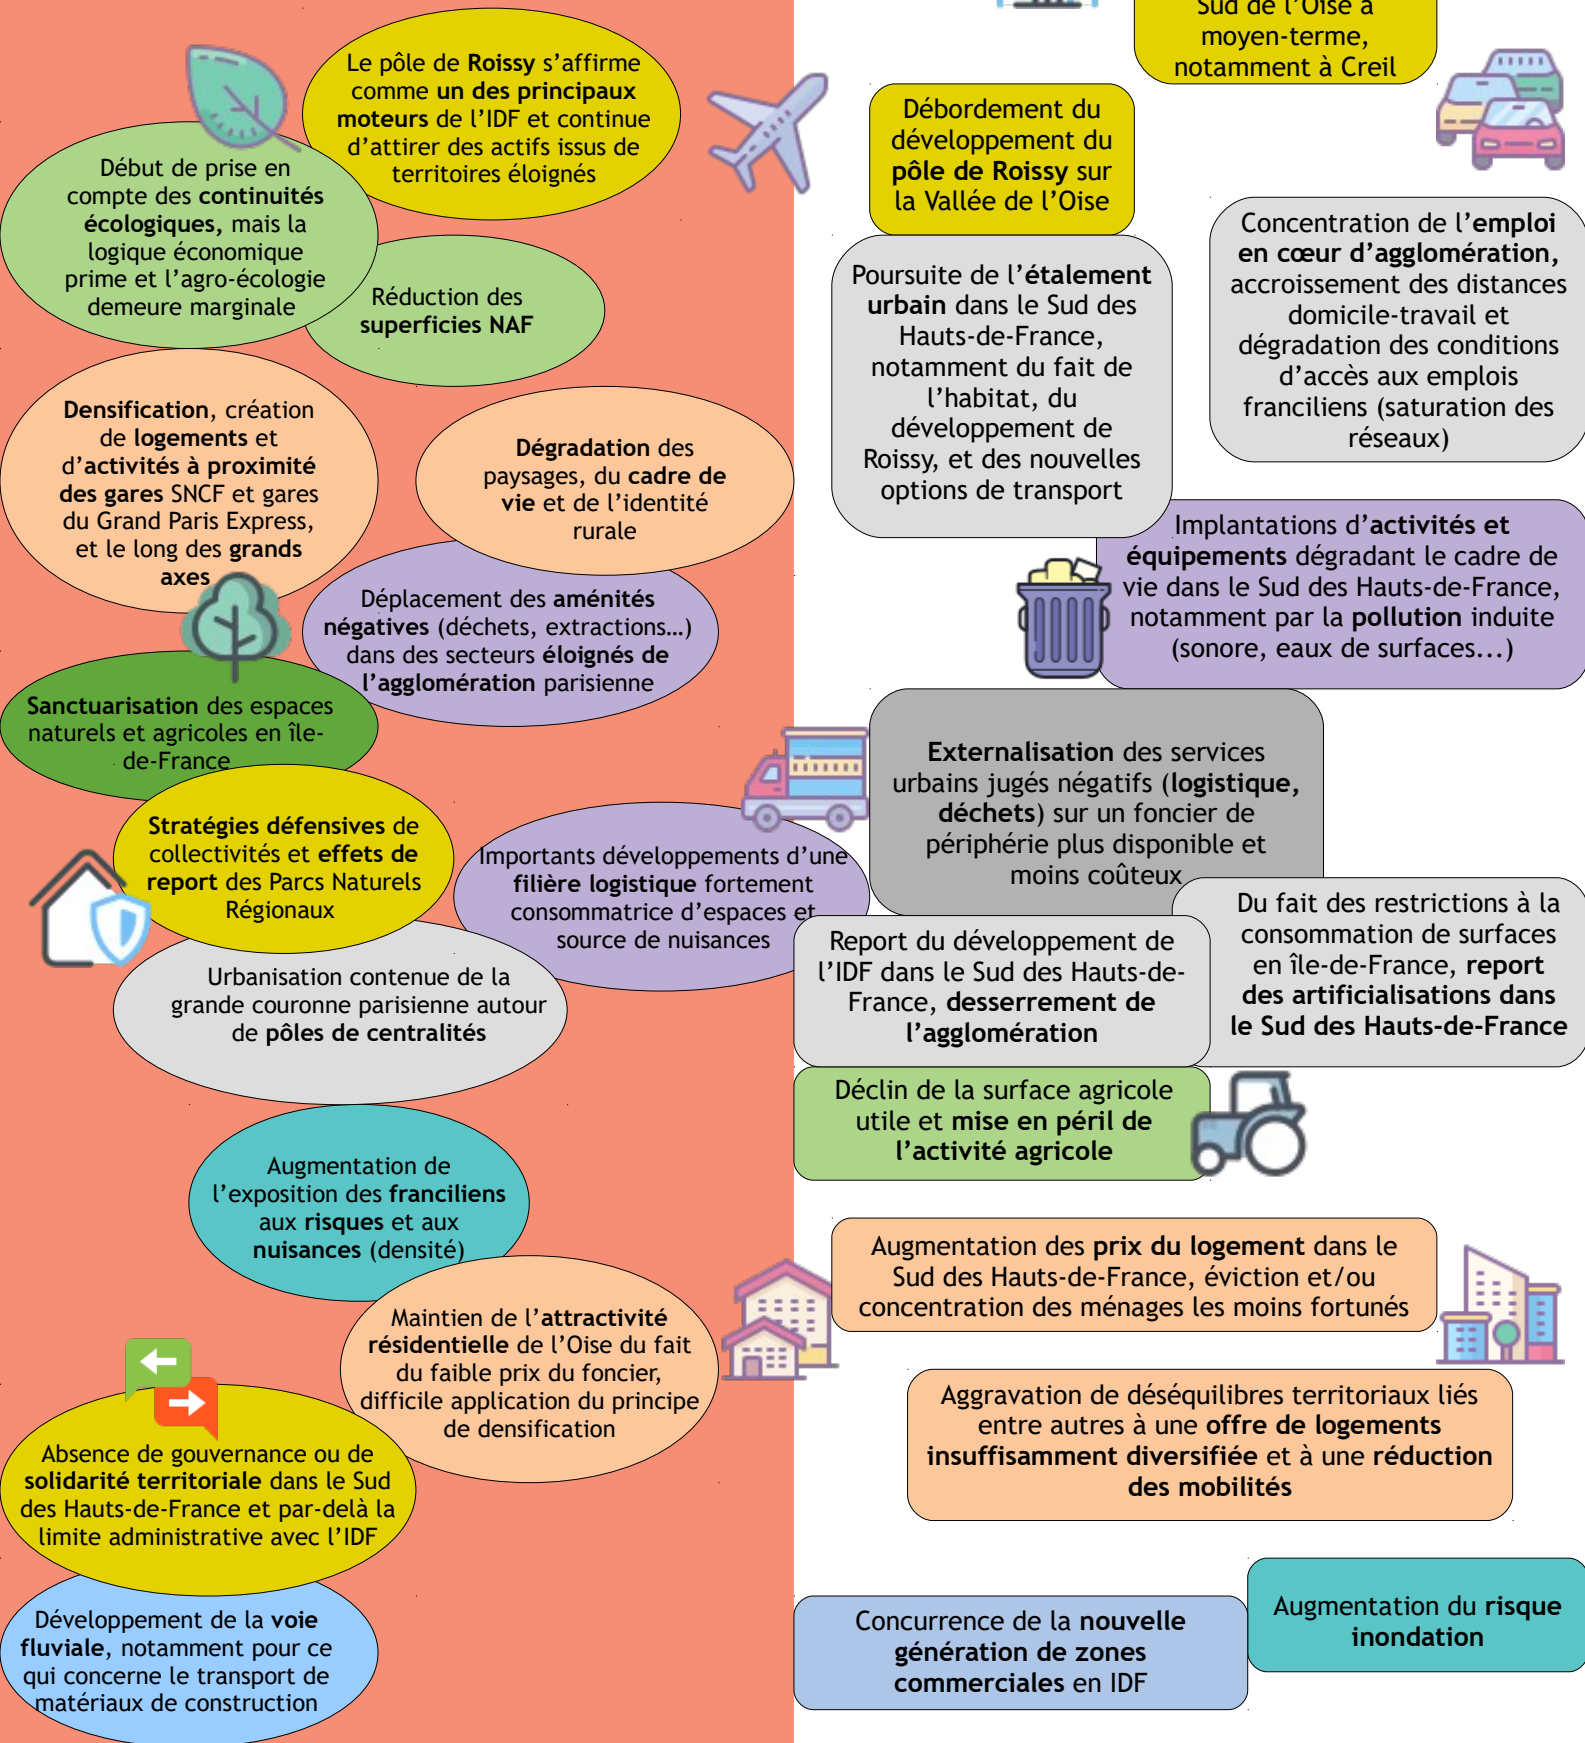 Le pôle de Roissy s’affirme
comme un des principaux
moteurs de l’IDF et continue
d’attirer des actifs issus de
territoires éloignés
Début de prise en
compte des continuités
écologiques, mais la
logique économique
prime et l’agro-écologie
demeure marginale
Réduction des
superficies NAF
Densification, création
de logements et
d’activités à proximité
des gares SNCF et gares
du Grand Paris Express,
et le long des grands
axes
Dégradation des
paysages, du cadre de
vie et de l’identité
rurale
Déplacement des aménités
négatives (déchets, extractions…)
dans des secteurs éloignés de
l’agglomération parisienne
Sanctuarisation des espaces
naturels et agricoles en île-
de-France
Stratégies défensives de
collectivités et effets de
report des Parcs Naturels
Régionaux
Importants développements d’une
filière logistique fortement
consommatrice d’espaces et
source de nuisances
Urbanisation contenue de la
grande couronne parisienne autour
de pôles de centralités
Augmentation de
l’exposition des franciliens
aux risques et aux
nuisances (densité)
Maintien de l’attractivité
résidentielle de l’Oise du fait
du faible prix du foncier,
difficile application du principe
de densification
Absence de gouvernance ou de
solidarité territoriale dans le Sud
des Hauts-de-France et par-delà la
limite administrative avec l’IDF
Développement de la voie
fluviale, notamment pour ce
qui concerne le transport de
matériaux de construction
Sud de l’Oise à
moyen-terme,
notamment à Creil
Débordement du
développement du
pôle de Roissy sur
la Vallée de l’Oise
Poursuite de l’étalement
urbain dans le Sud des
Hauts-de-France,
notamment du fait de
l’habitat, du
développement de
Roissy, et des nouvelles
options de transport
Concentration de l’emploi
en cœur d’agglomération,
accroissement des distances
domicile-travail et
dégradation des conditions
d’accès aux emplois
franciliens (saturation des
réseaux)
Implantations d’activités et
équipements dégradant le cadre de
vie dans le Sud des Hauts-de-France,
notamment par la pollution induite
(sonore, eaux de surfaces...)
Externalisation des services
urbains jugés négatifs (logistique,
déchets) sur un foncier de
périphérie plus disponible et
moins coûteux
Report du développement de
l’IDF dans le Sud des Hauts-de-
France, desserrement de
l’agglomération
Du fait des restrictions à la
consommation de surfaces
en île-de-France, report
des artificialisations dans
le Sud des Hauts-de-France
Déclin de la surface agricole
utile et mise en péril de
l’activité agricole
Augmentation des prix du logement dans le
Sud des Hauts-de-France, éviction et/ou
concentration des ménages les moins fortunés
Aggravation de déséquilibres territoriaux liés
entre autres à une offre de logements
insuffisamment diversifiée et à une réduction
des mobilités
Concurrence de la nouvelle
génération de zones
commerciales en IDF
Augmentation du risque
inondation